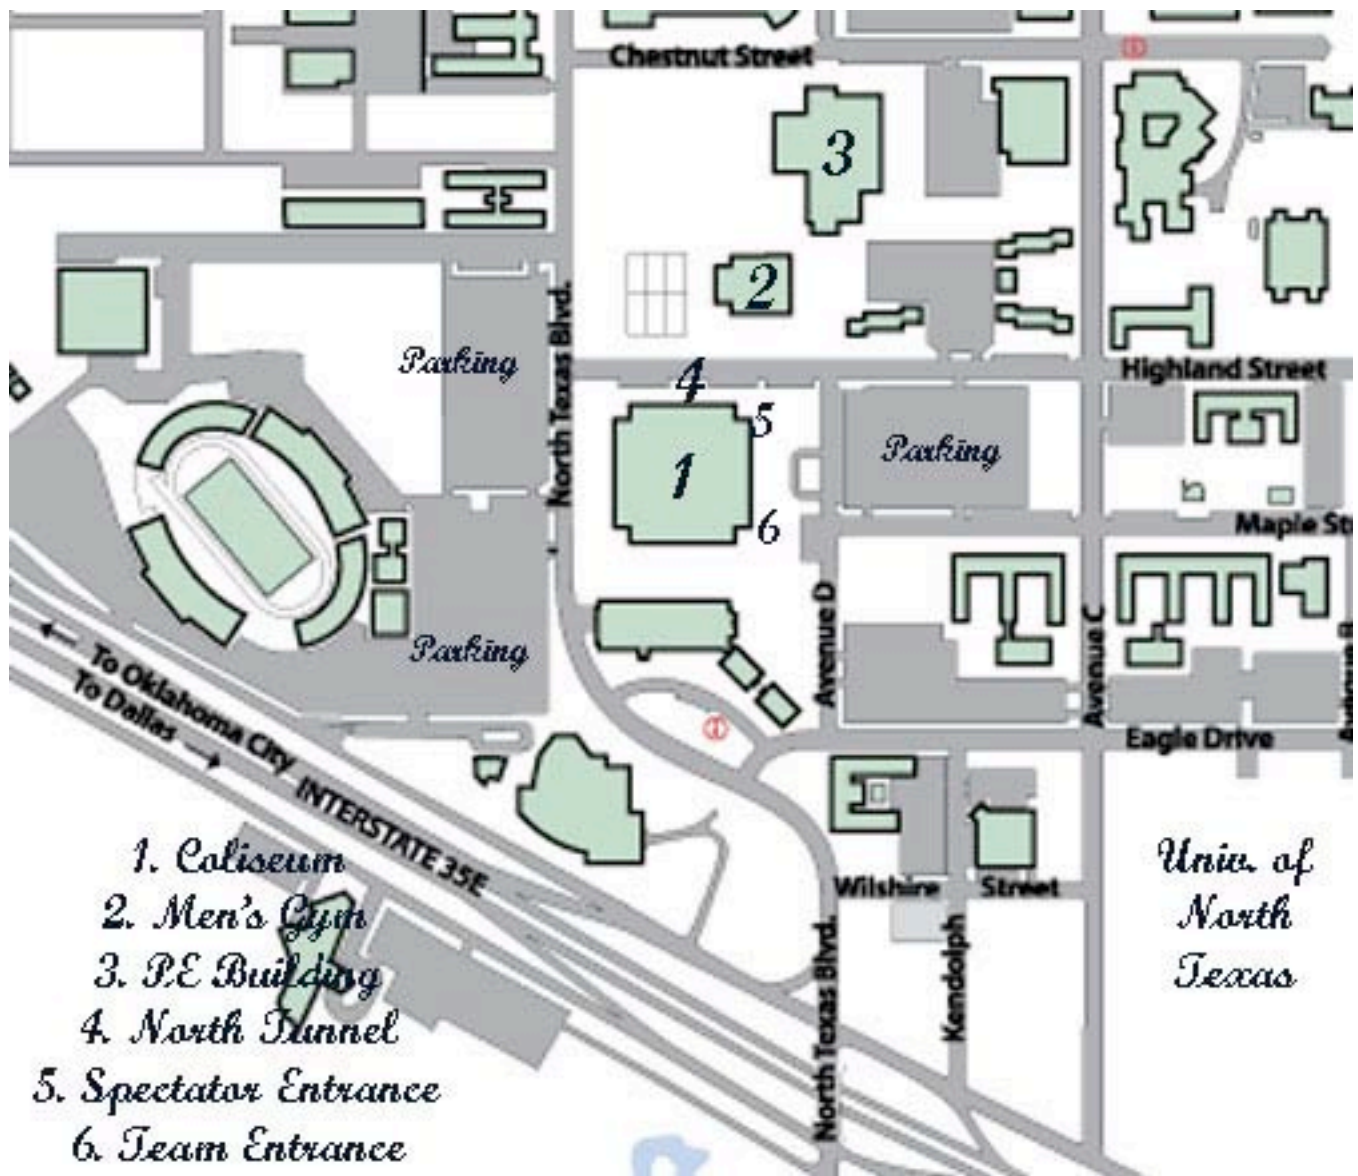 Chestnut Street
3
2
North Texas Blvd.
Parking
4
Highland Street
5
1
Parking
6
Maple St
Avenue D
Avenue C
Parking
To Oklahoma City
To Dallas
INTERSTATE 35E
Eagle Drive
Wilshire Street
North Texas Blvd.
Kendolph
Univ. of
North
Texas
1. Coliseum
2. Men's Gym
3. PE Building
4. North Tunnel
5. Spectator Entrance
6. Team Entrance